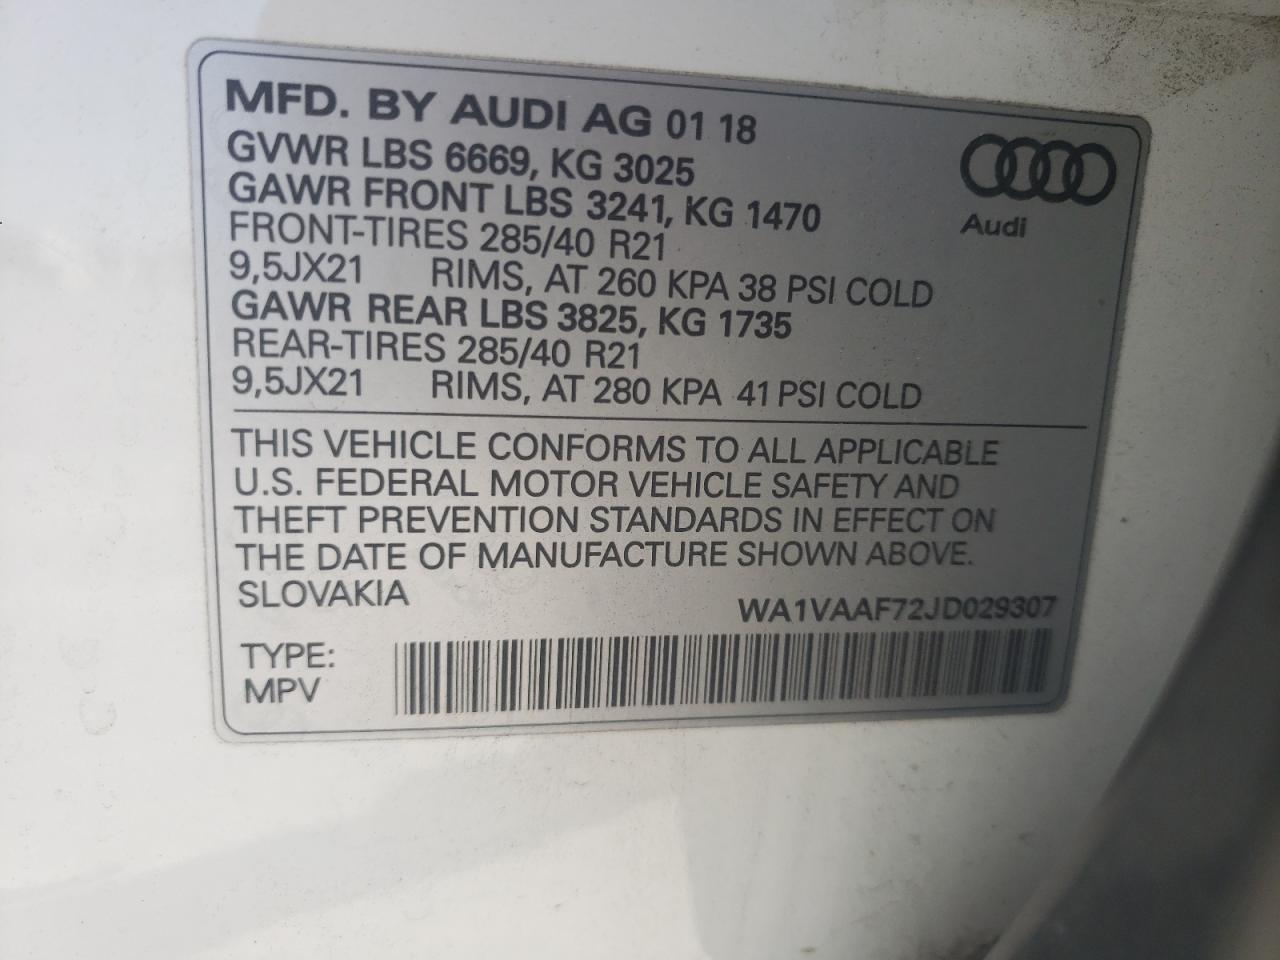 MFD. BY AUDI AG 01 18
GVWR LBS 6669, KG 3025
GAWR FRONT LBS 3241, KG 1470
FRONT-TIRES 285/40 R21
9,5JX21 RIMS, AT 260 KPA 38 PSI COLD
GAWR REAR LBS 3825, KG 1735
REAR-TIRES 285/40 R21
9,5JX21 RIMS, AT 280 KPA 41 PSI COLD
Audi
THIS VEHICLE CONFORMS TO ALL APPLICABLE
U.S. FEDERAL MOTOR VEHICLE SAFETY AND
THEFT PREVENTION STANDARDS IN EFFECT ON
THE DATE OF MANUFACTURE SHOWN ABOVE.
SLOVAKIA
WA1VAAF72JD029307
TYPE:
MPV